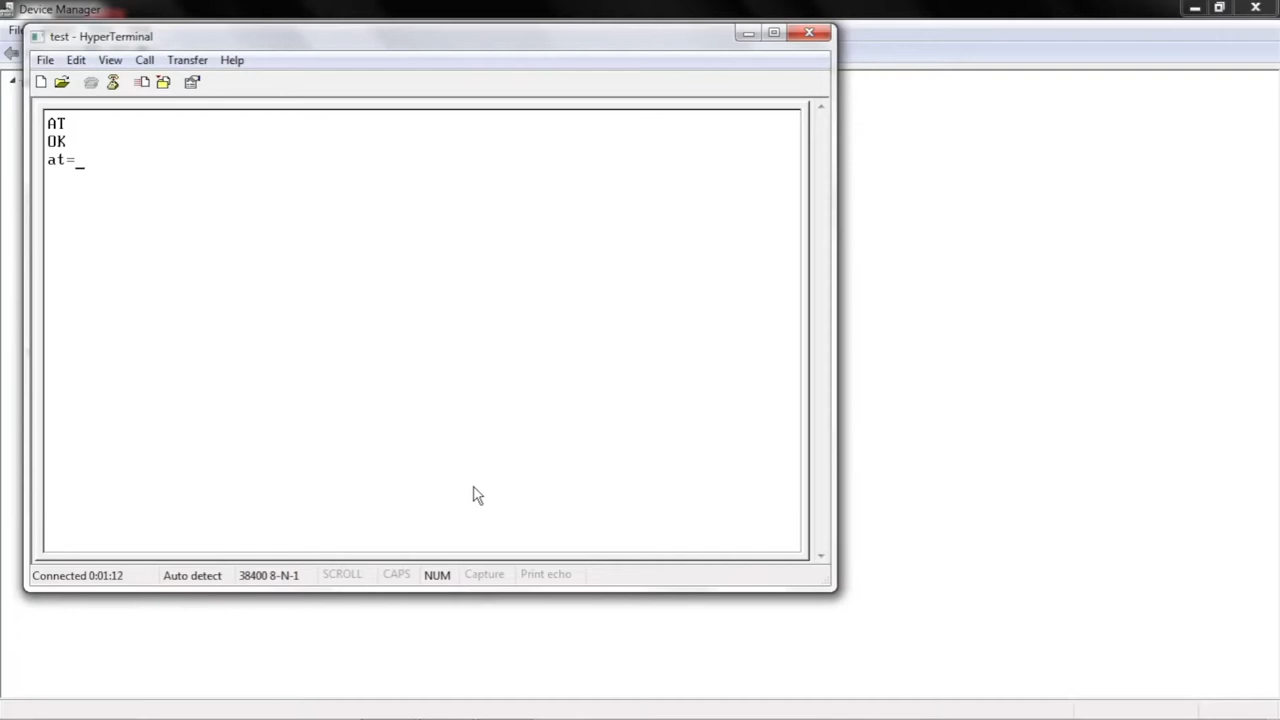 Device Manager
Fil
test - HyperTerminal
File Edit View Call Transfer Help
AT
OK
at=_
Connected 0:01:12 Auto detect 38400 8-N-1 SCROLL CAPS NUM Capture Print echo